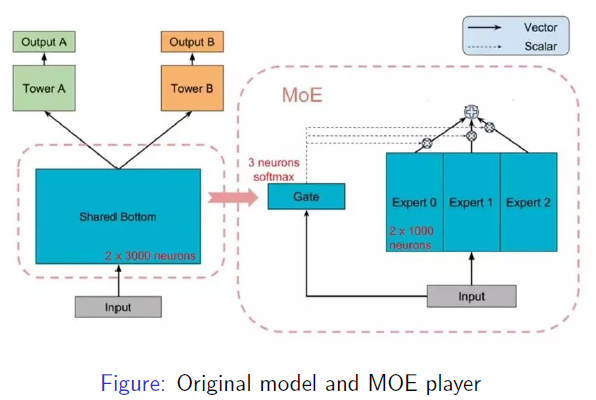 Output A
Output B
Vector
Scalar
Tower A
Tower B
MoE
3 neurons
softmax
Gate
Shared Bottom
2 x 3000 neurons
Expert 0
Expert 1
Expert 2
2 x 1000
neurons
Input
Input
Figure: Original model and MOE player